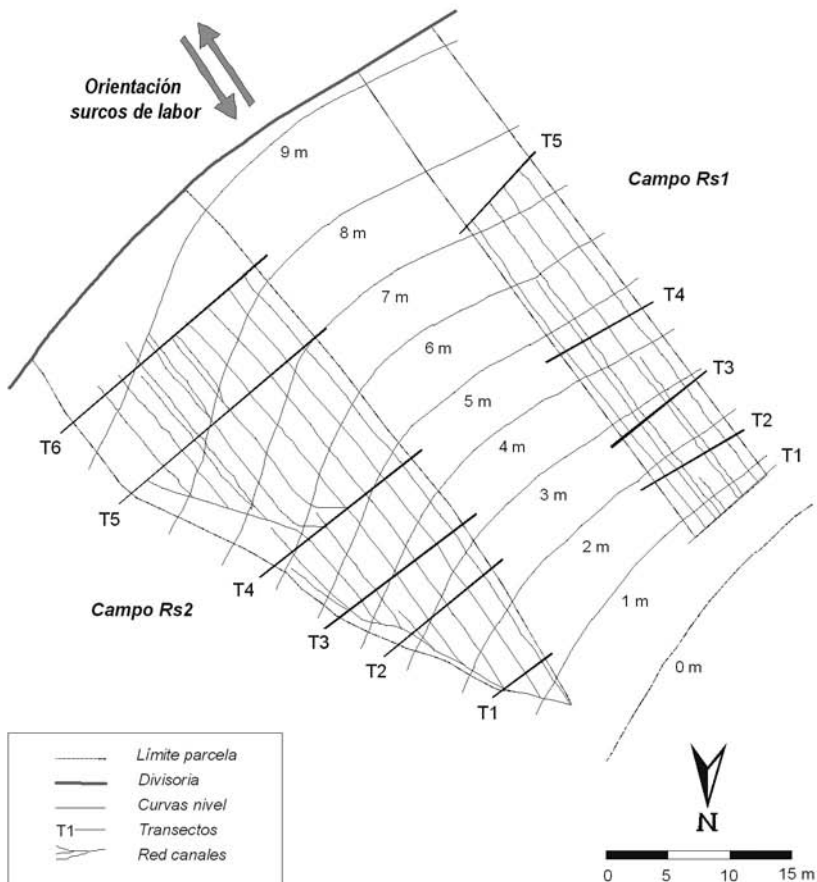 Orientación
surcos de labor
9 m
T5
Campo Rs1
8 m
7 m
T4
6 m
T3
5 m
T2
T6
4 m
T1
T5
3 m
2 m
T4
Campo Rs2
1 m
T3
T2
0 m
T1
Límite parcela
Divisoria
Curvas nivel
T1 Transectos
Red canales
N
0 5 10 15 m